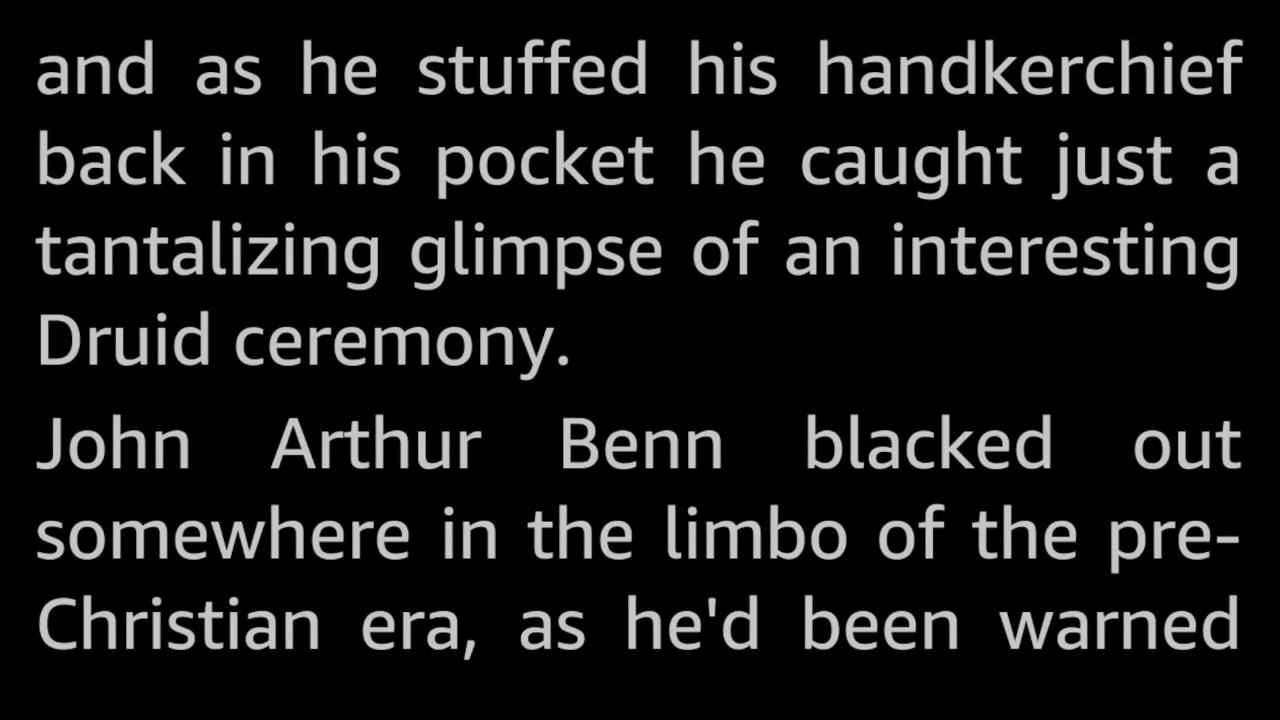 and as he stuffed his handkerchief
back in his pocket he caught just a
tantalizing glimpse of an interesting
Druid ceremony.
John Arthur Benn blacked out
somewhere in the limbo of the pre-
Christian era, as he'd been warned